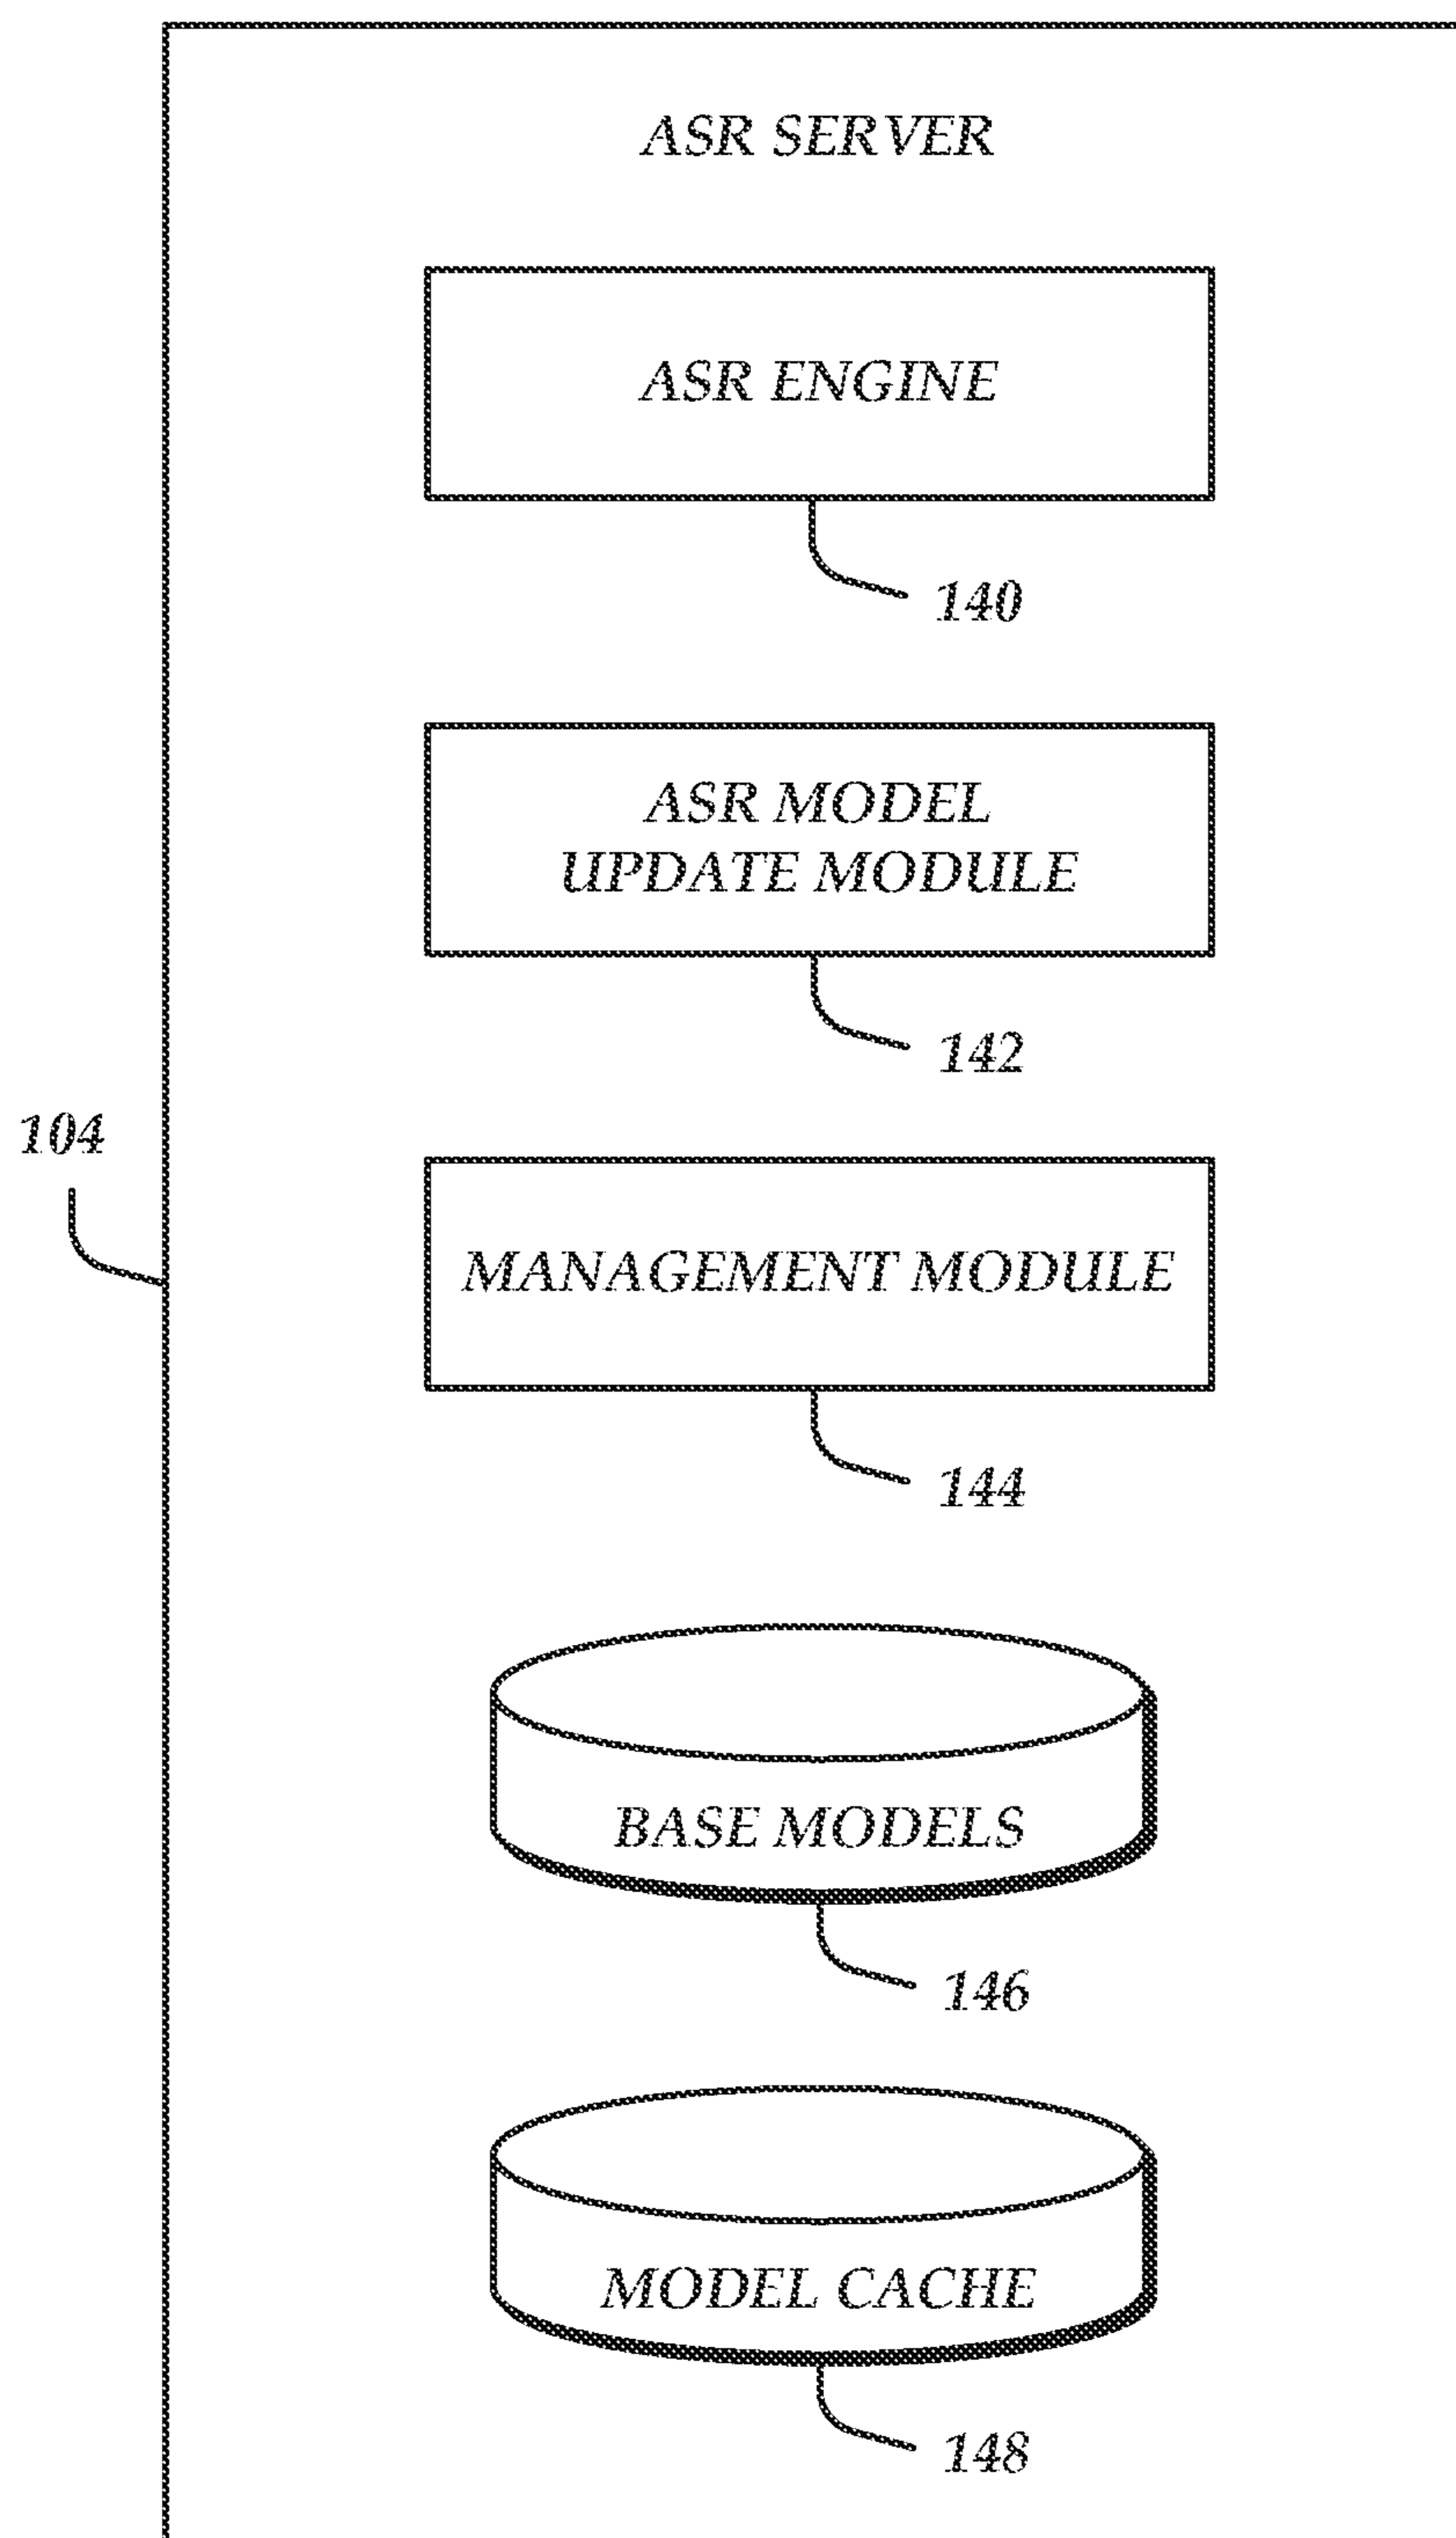 ASR SERVER
ASR ENGINE
140
ASR MODEL
UPDATE MODULE
142
104
MANAGEMENT MODULE
144
BASE MODELS
146
MODEL CACHE
148